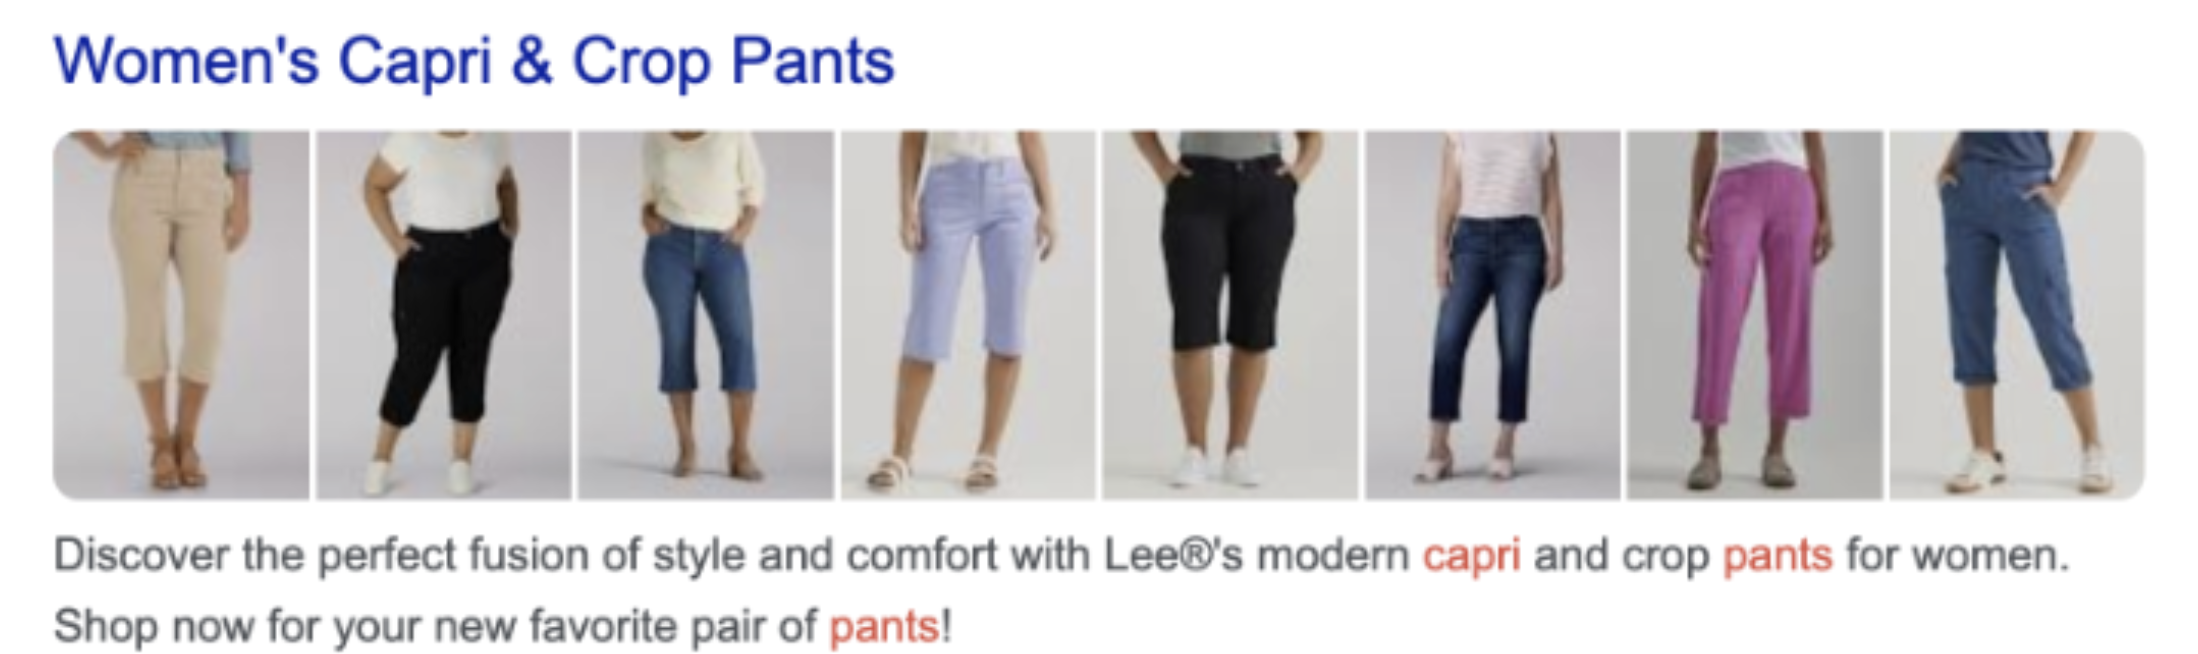 Women's Capri & Crop Pants
Discover the perfect fusion of style and comfort with Lee®'s modern capri and crop pants for women.
Shop now for your new favorite pair of pants!